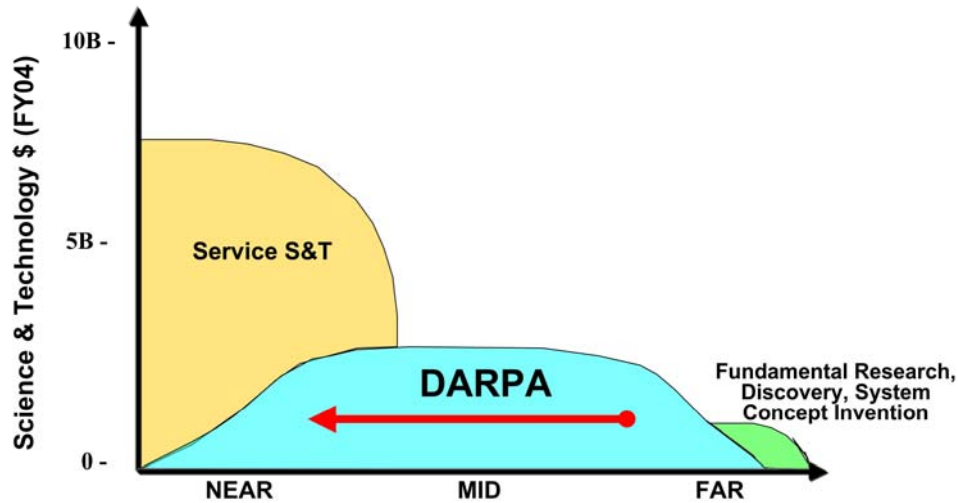 Science & Technology $ (FY04)
10B -
5B -
0 -
Service S&T
DARPA
Fundamental Research,
Discovery, System
Concept Invention
NEAR
MID
FAR